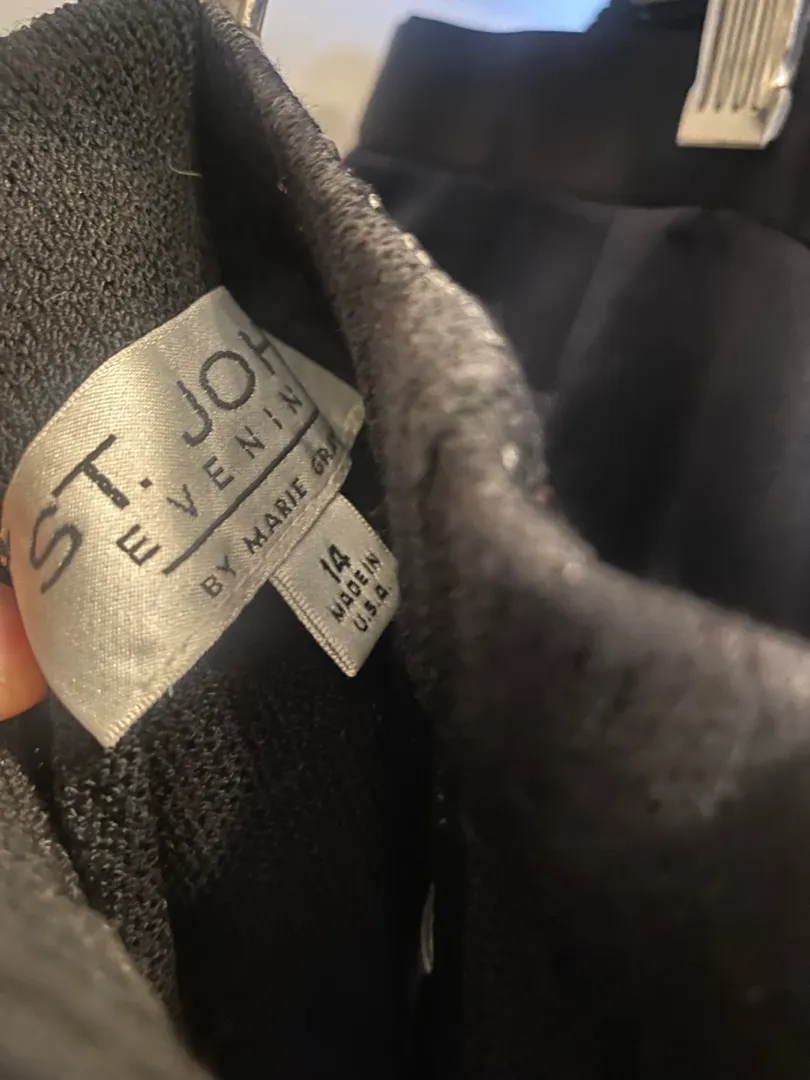 ST. JOH
EVENIN
BY MARIE GRA
14
MADE IN
U.S.A.